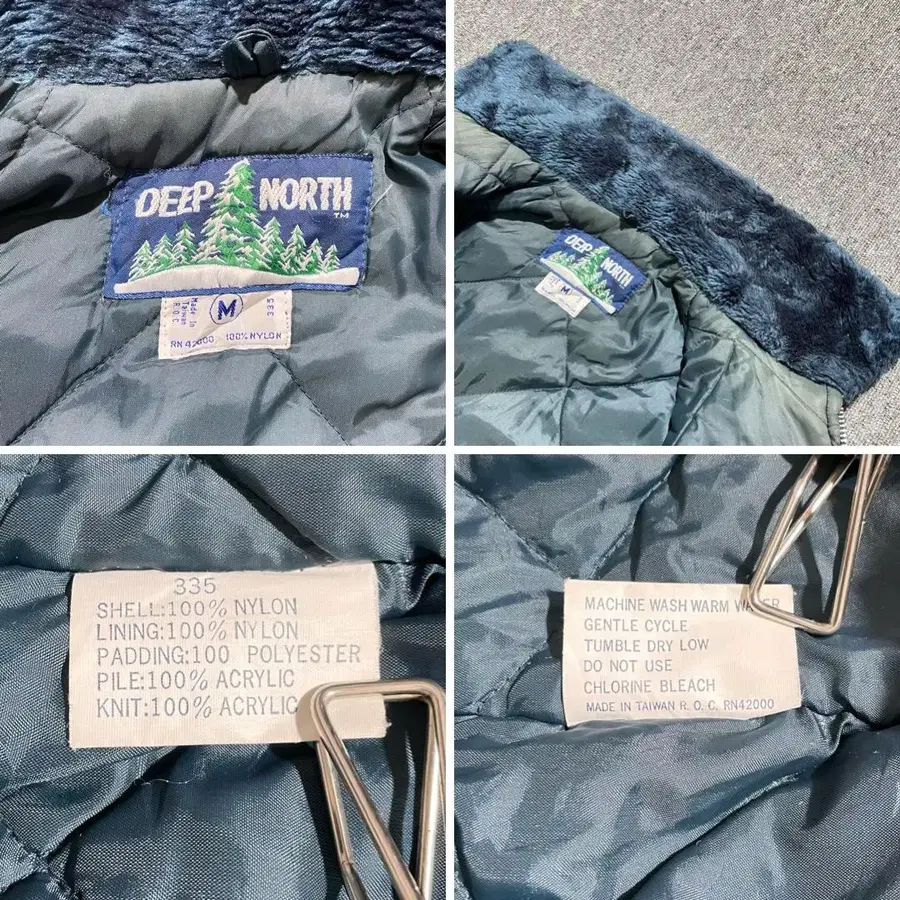 DEEP NORTH
TM
Made In
Taiwan
R.O.C.
M
335
RN 42000 100% NYLON
DEEP NORTH
M
335
SHELL:100% NYLON
LINING:100% NYLON
PADDING:100 POLYESTER
PILE:100% ACRYLIC
KNIT:100% ACRYLIC
MACHINE WASH WARM WATER
GENTLE CYCLE
TUMBLE DRY LOW
DO NOT USE
CHLORINE BLEACH
MADE IN TAIWAN R. O. C. RN42000